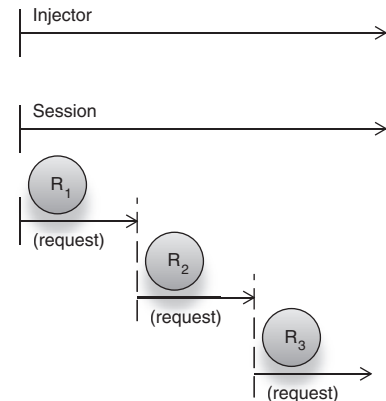 Injector
Session
R1
(request)
R2
(request)
R3
(request)